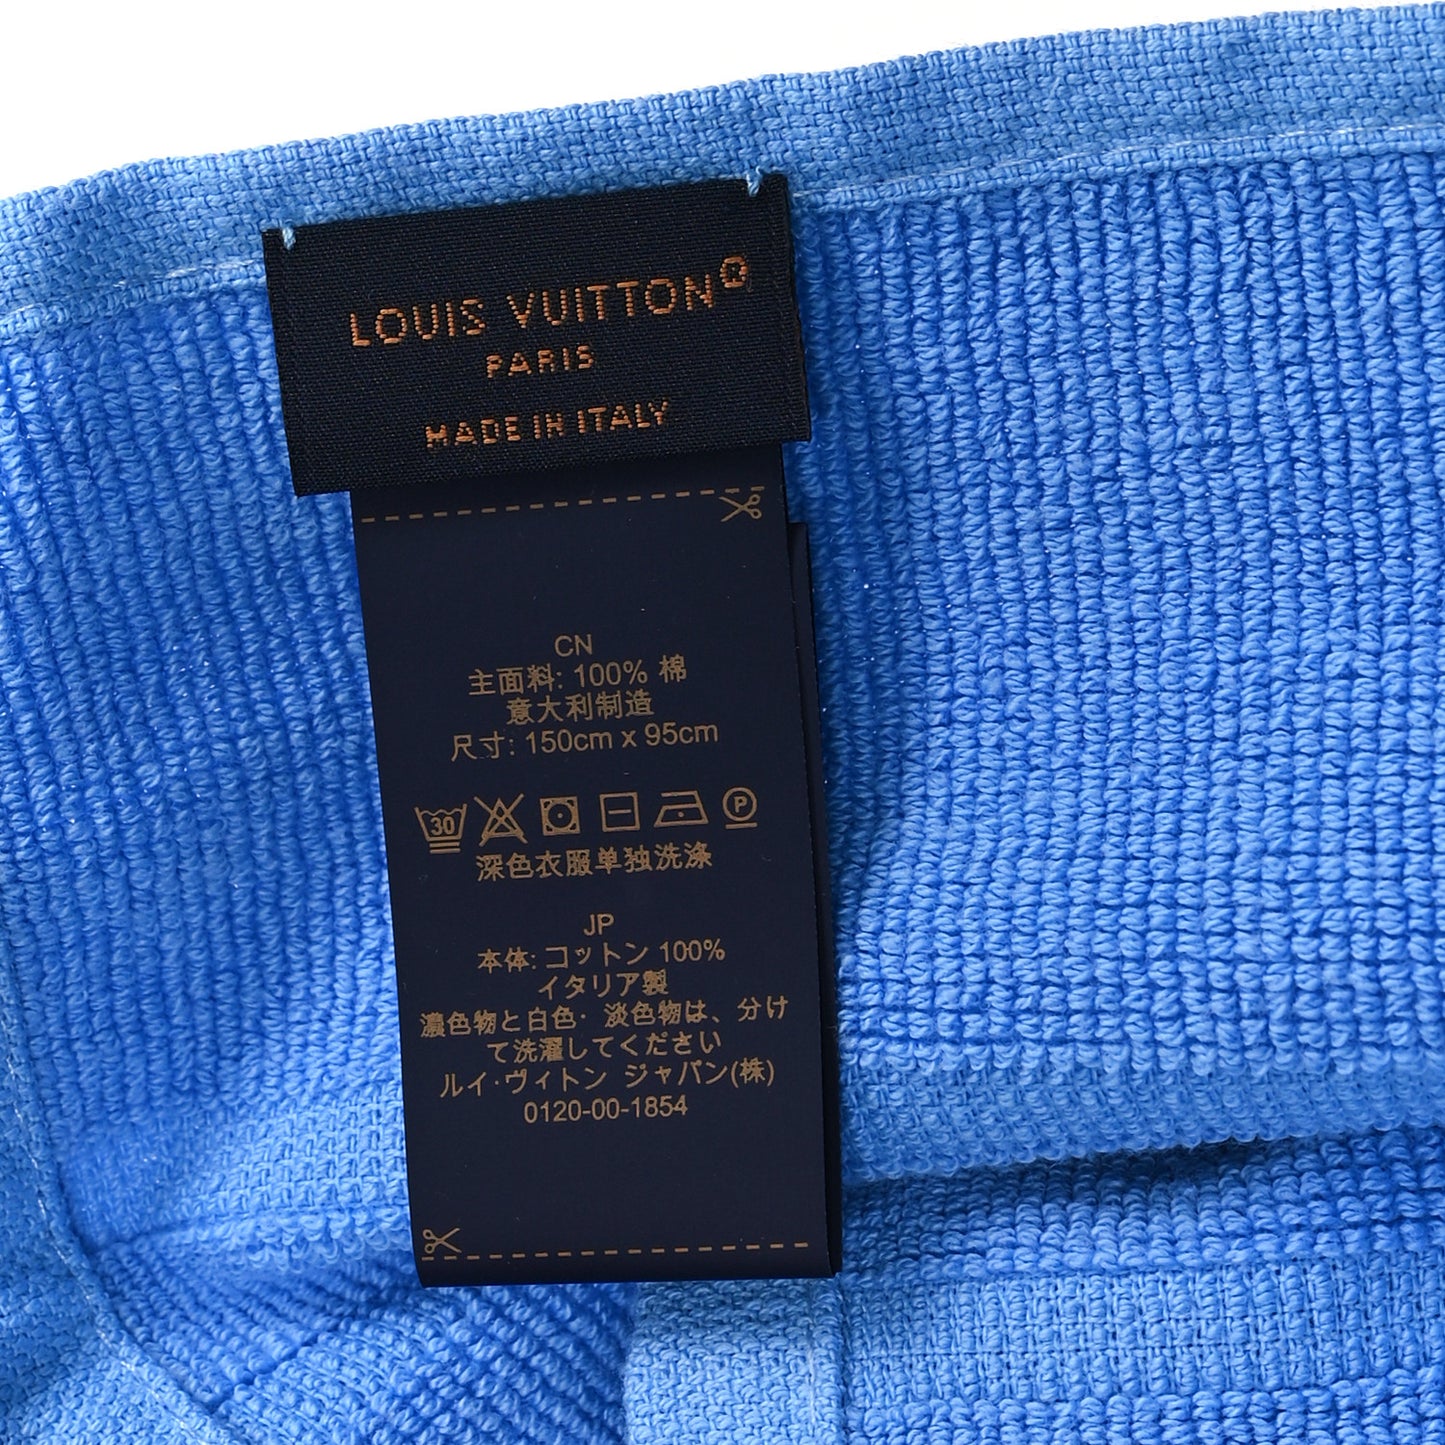 LOUIS VUITTON®
PARIS
MADE IN ITALY
CN
主面料: 100% 棉
意大利制造
尺寸: 150cm x 95cm
30 P
深色衣服单独洗涤
JP
本体: コットン 100%
イタリア製
濃色物と白色·淡色物は、分け
て洗濯してください
ルイ·ヴィトン ジャパン(株)
0120-00-1854